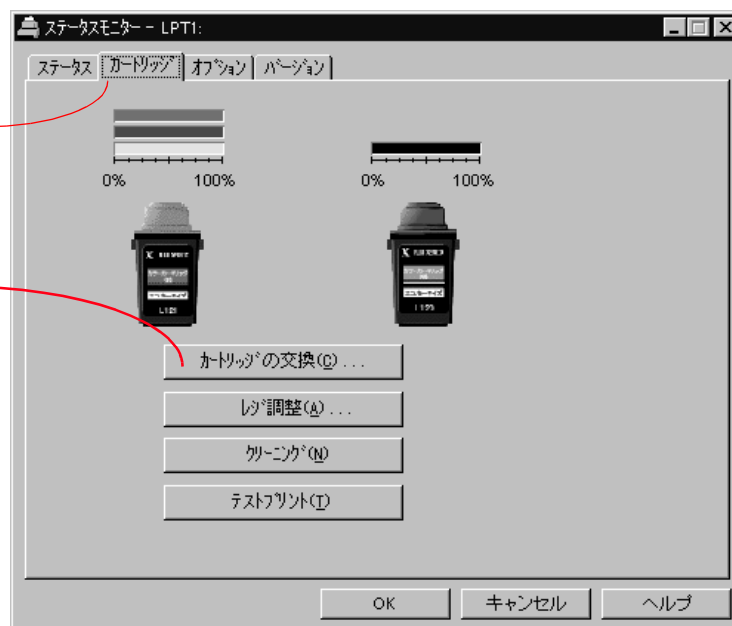 ステータスモニター - LPT1:
ステータス カートリッジ オプション バージョン
0% 100% 0% 100%
カートリッジの交換(C)...
レジ調整(A)...
クリーニング(N)
テストプリント(T)
OK キャンセル ヘルプ